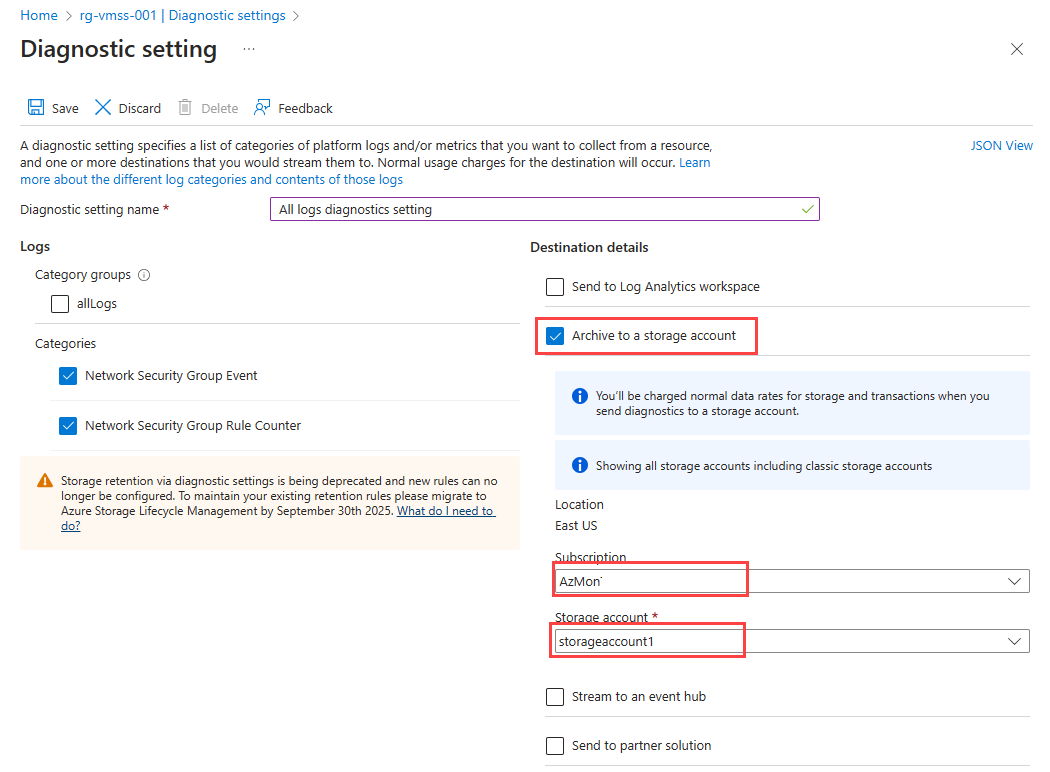 Home > rg-vmss-001 | Diagnostic settings >
Diagnostic setting ...
Save Discard Delete Feedback
A diagnostic setting specifies a list of categories of platform logs and/or metrics that you want to collect from a resource,
and one or more destinations that you would stream them to. Normal usage charges for the destination will occur. Learn
more about the different log categories and contents of those logs
JSON View
Diagnostic setting name *
All logs diagnostics setting
Logs
Category groups
allLogs
Categories
Network Security Group Event
Network Security Group Rule Counter
Storage retention via diagnostic settings is being deprecated and new rules can no
longer be configured. To maintain your existing retention rules please migrate to
Azure Storage Lifecycle Management by September 30th 2025. What do I need to
do?
Destination details
Send to Log Analytics workspace
Archive to a storage account
You'll be charged normal data rates for storage and transactions when you
send diagnostics to a storage account.
Showing all storage accounts including classic storage accounts
Location
East US
Subscription
AzMon
Storage account *
storageaccount1
Stream to an event hub
Send to partner solution